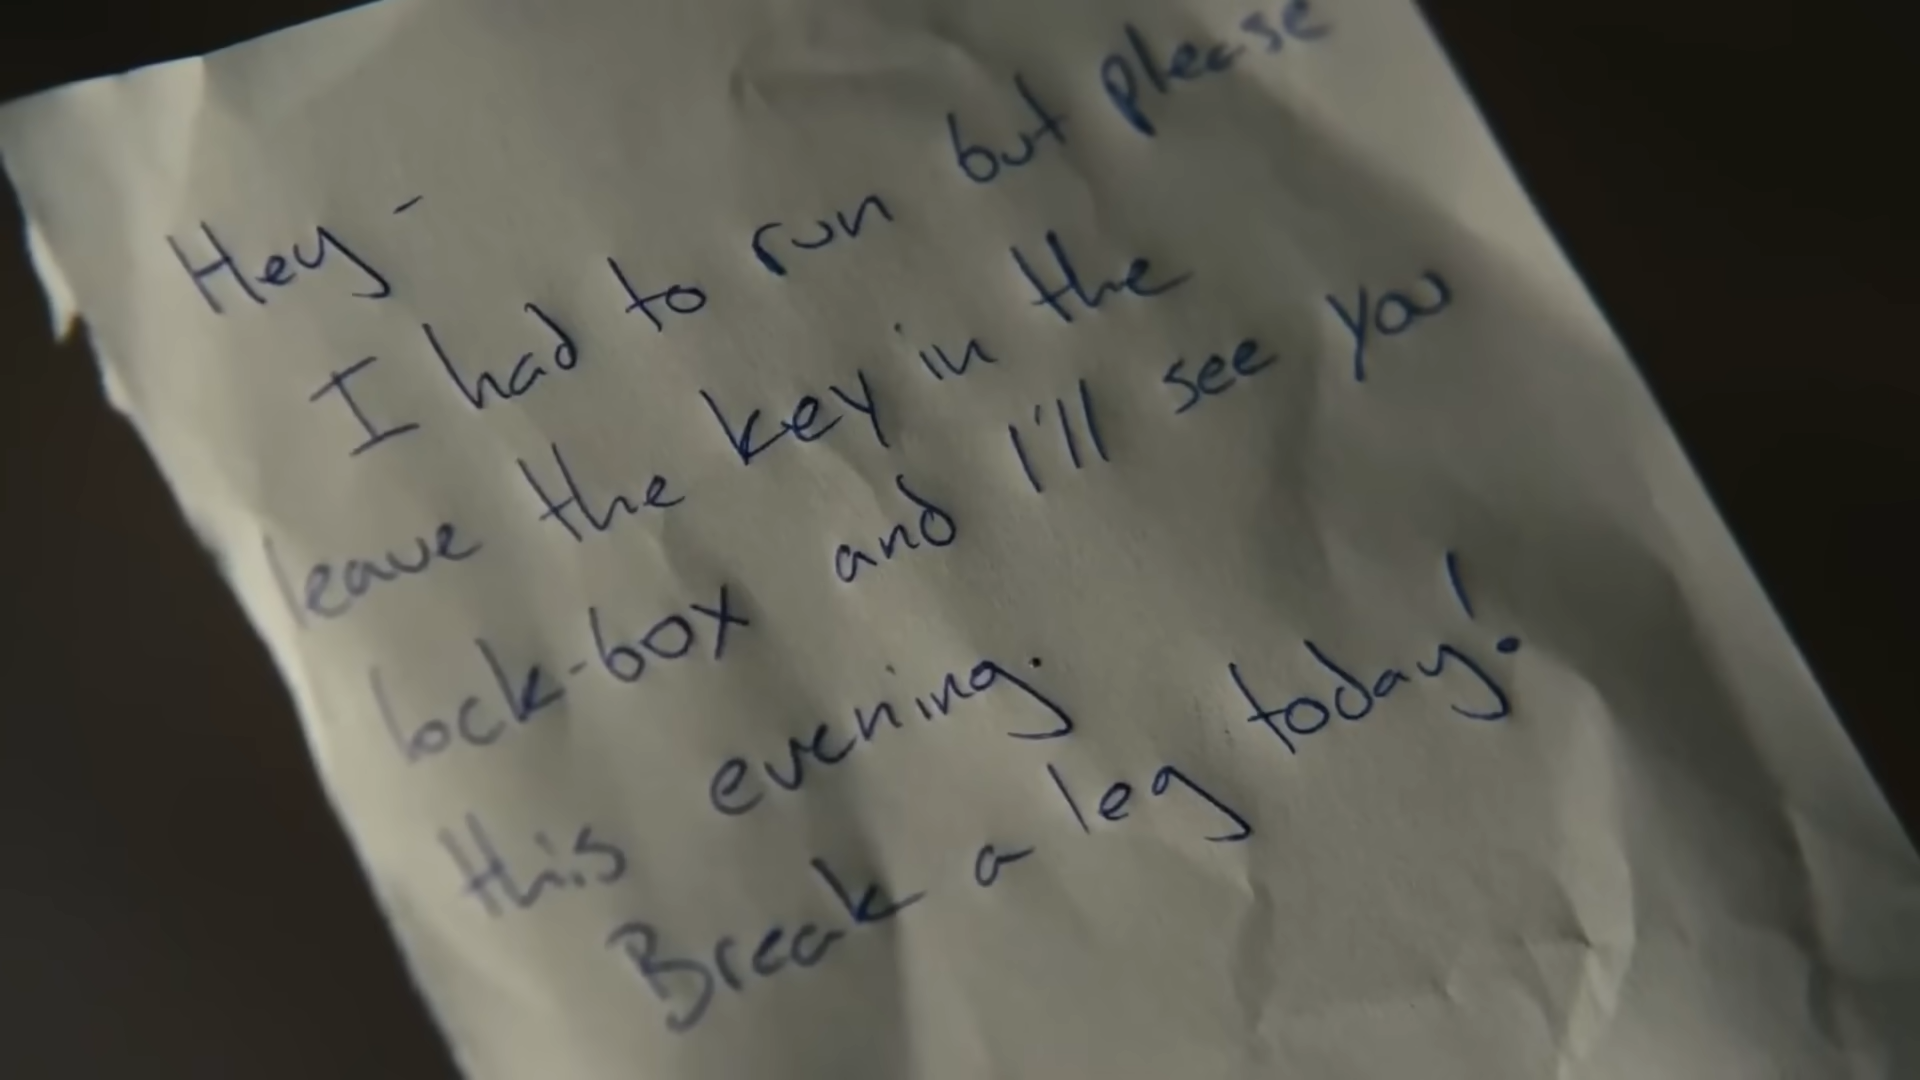 Hey -
I had to run but please
leave the key in the
lock-box and I'll see you
this evening.
Break a leg today!